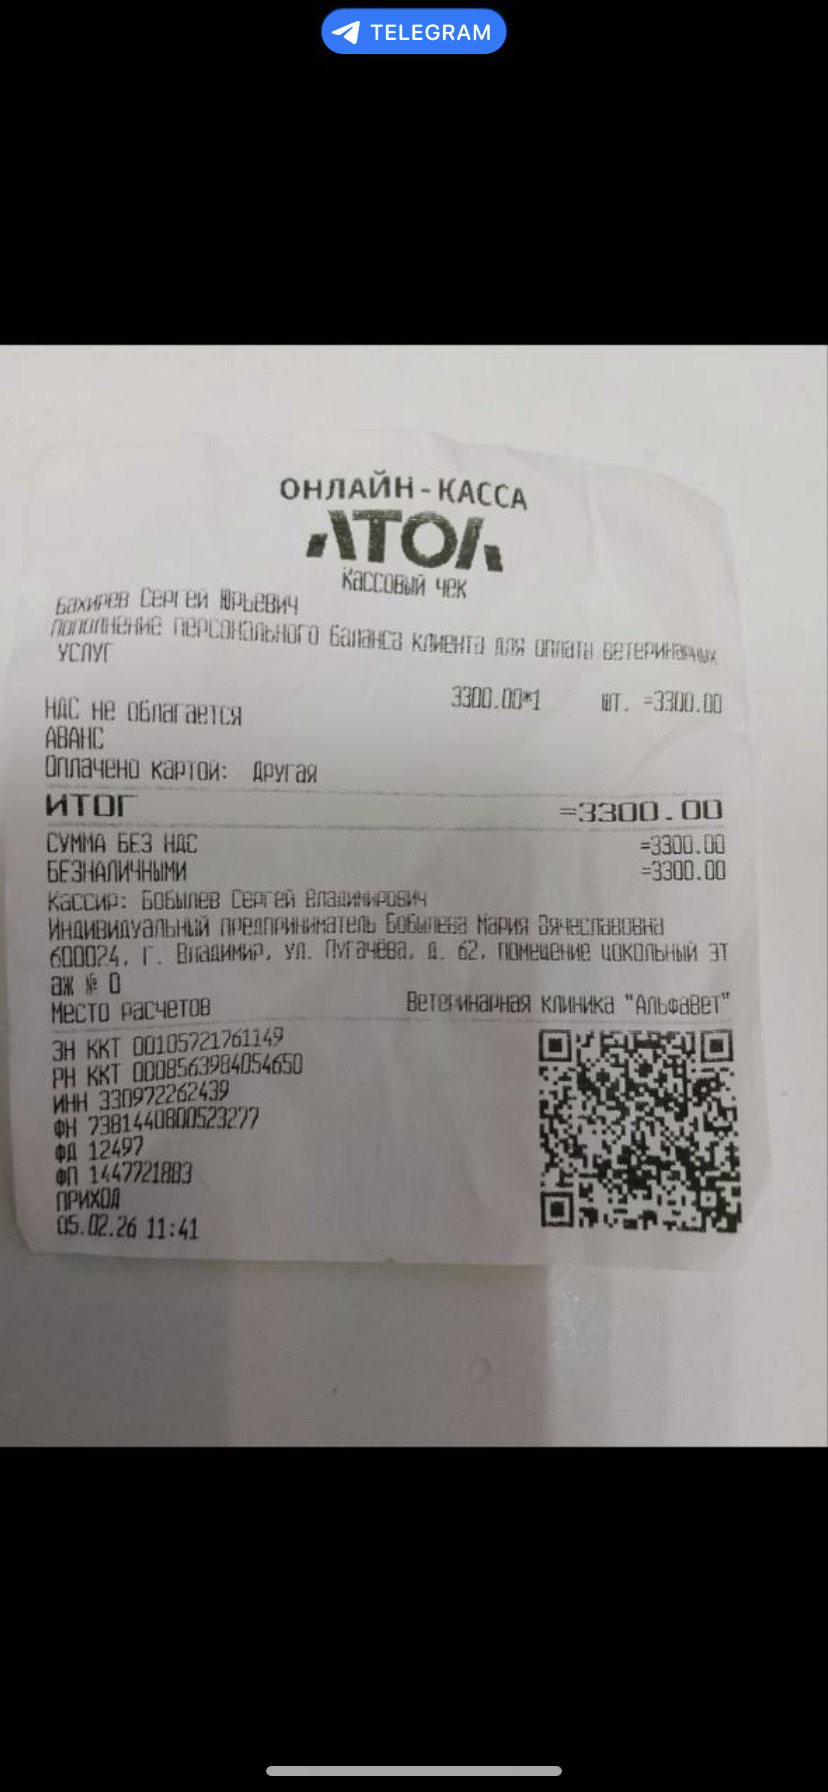 TELEGRAM
ОНЛАЙН-КАССА
АТОЛ
Кассовый чек
Бахирев Сергей Юрьевич
Пополнение персонального баланса клиента для оплаты ветеринарных
услуг
3300.00*1 шт. =3300.00
НДС не облагается
АВАНС
Оплачено картой: Другая
ИТОГ =3300.00
СУММА БЕЗ НДС =3300.00
БЕЗНАЛИЧНЫМИ =3300.00
Кассир: Бобылев Сергей Владимирович
Индивидуальный предприниматель Бобылева Мария Вячеславовна
600024, Г. Владимир, ул. Пугачёва, д. 62, помещение цокольный эт
аж № 0
Место расчетов Ветеринарная клиника "АльфаВет"
ЗН ККТ 00105721761149
РН ККТ 0008563984054650
ИНН 330972262439
ФН 7381440800523277
ФД 12497
ФП 1447721883
ПРИХОД
05.02.26 11:41